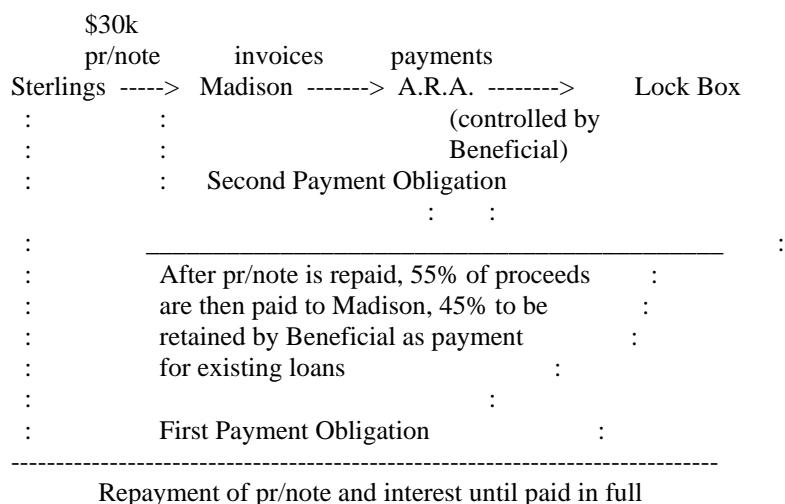 $30k
pr/note invoices payments
Sterlings -----> Madison -------> A.R.A. --------> Lock Box
: : (controlled by
: : Beneficial)
: : Second Payment Obligation
: :
: ___________________________________________ :
: After pr/note is repaid, 55% of proceeds :
: are then paid to Madison, 45% to be :
: retained by Beneficial as payment :
: for existing loans :
: :
: First Payment Obligation :
-------------------------------------------------------------------------------
Repayment of pr/note and interest until paid in full